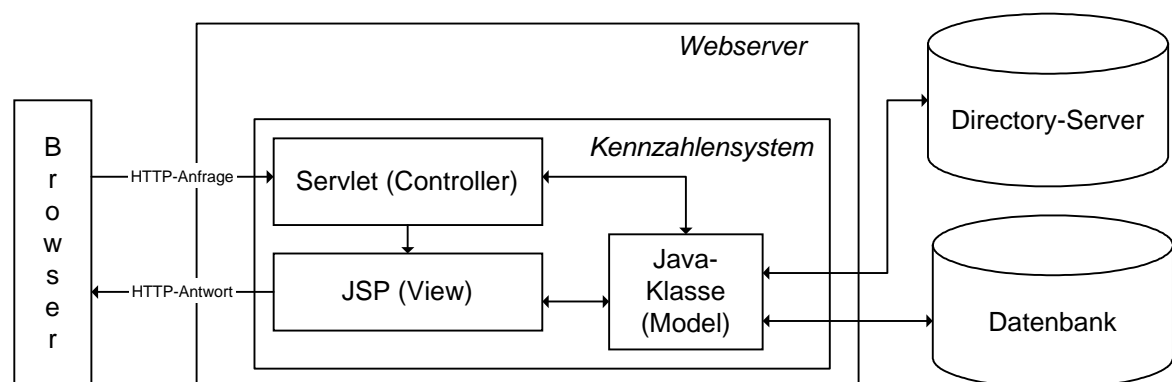 Webserver
Directory-Server
B
r
o
w
s
e
r
Kennzahlensystem
HTTP-Anfrage
Servlet (Controller)
Java-
Klasse
(Model)
HTTP-Antwort
JSP (View)
Datenbank